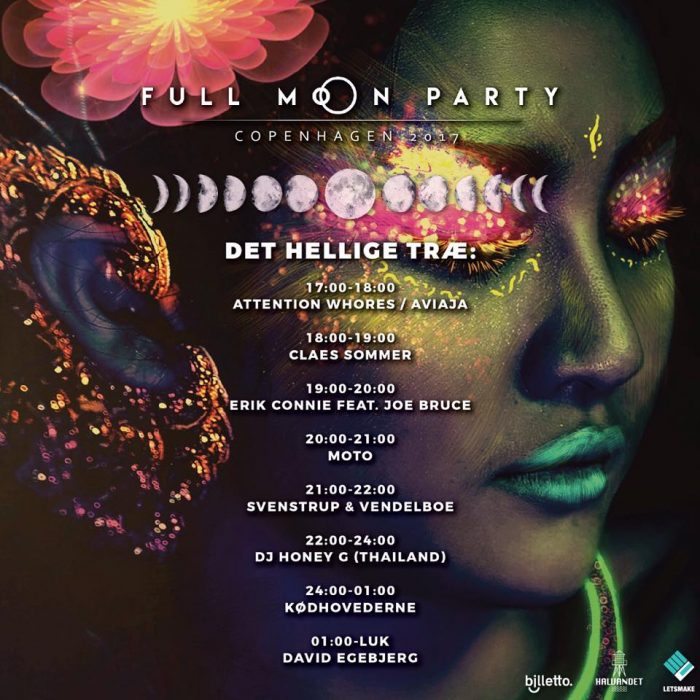 FULL MOON PARTY
COPENHAGEN 2017
DET HELLIGE TRÆ:
17:00-18:00
ATTENTION WHORES / AVIAJA
18:00-19:00
CLAES SOMMER
19:00-20:00
ERIK CONNIE FEAT. JOE BRUCE
20:00-21:00
MOTO
21:00-22:00
SVENSTRUP & VENDELBOE
22:00-24:00
DJ HONEY G (THAILAND)
24:00-01:00
KØDHOVEDERNE
01:00-LUK
DAVID EGEBJERG
billetto.
HALVANDET
LETSMAKE